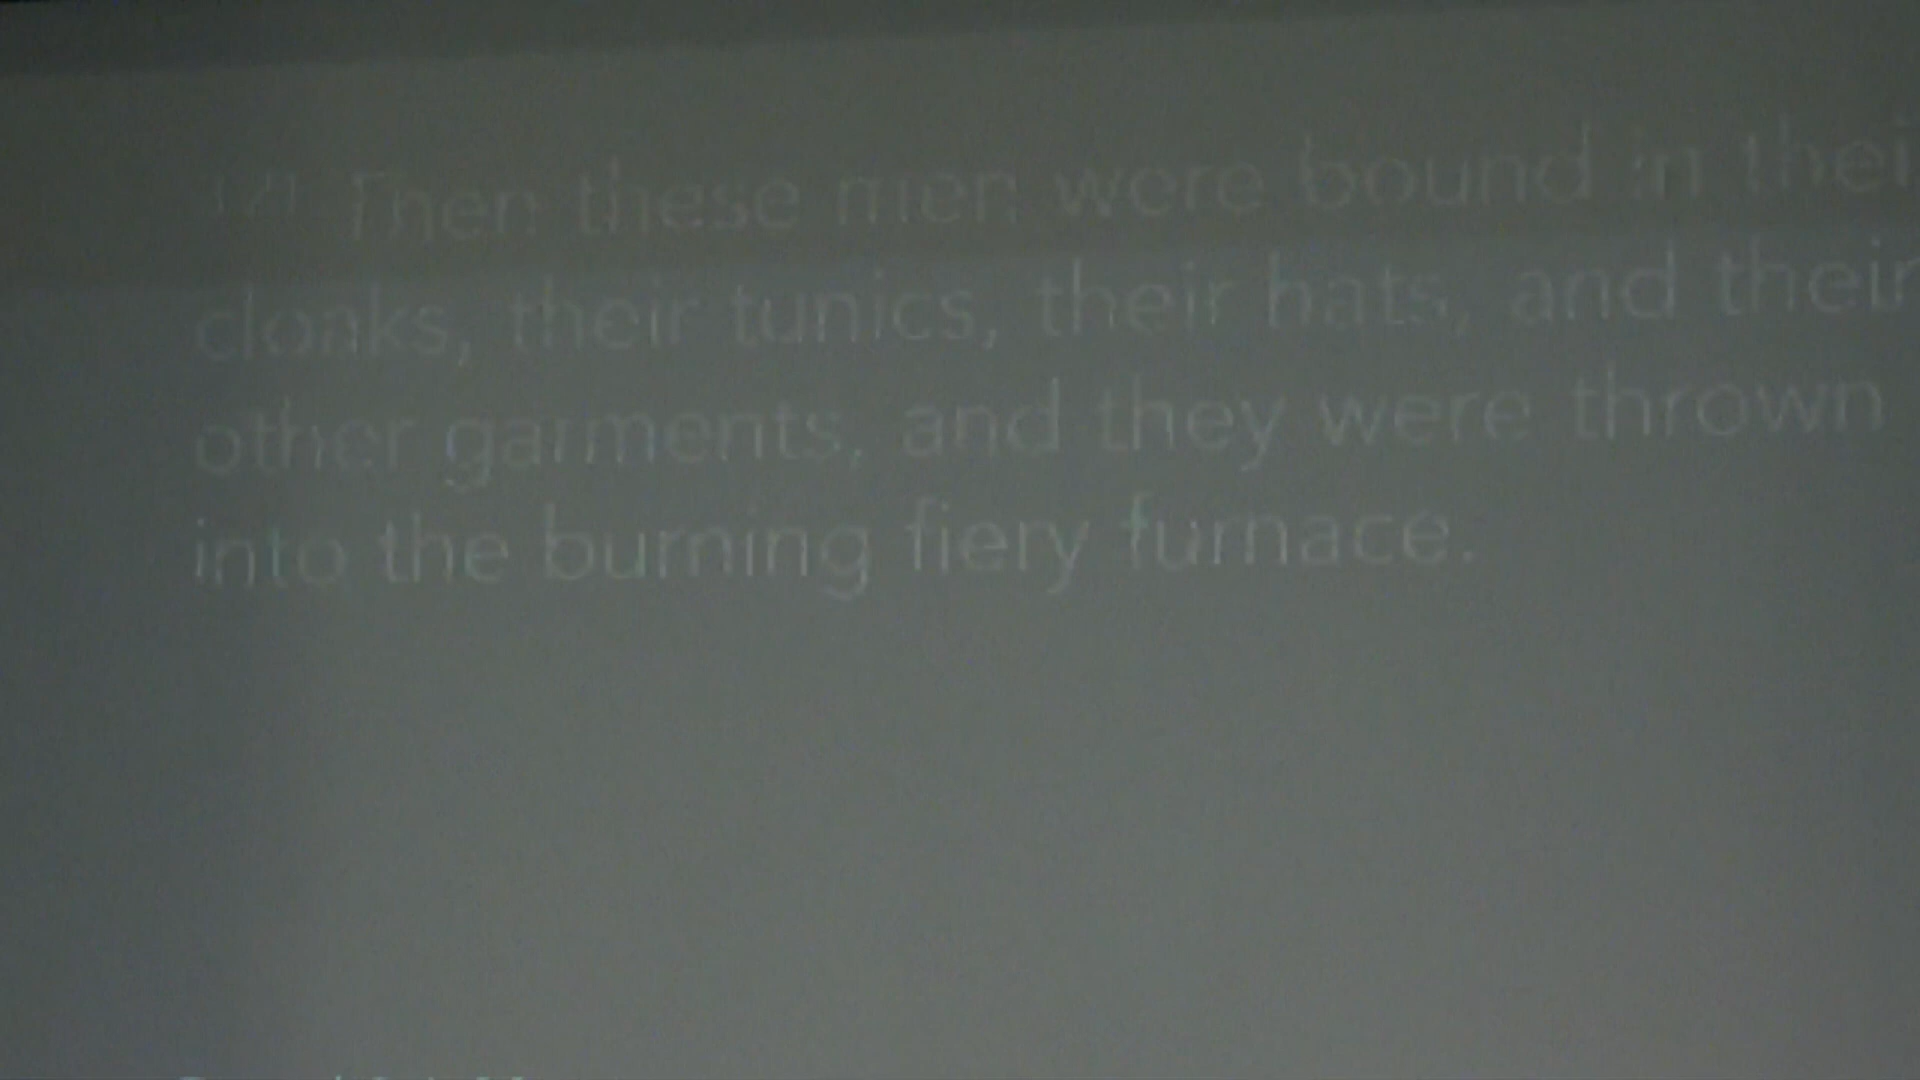 [21] Then these men were bound in their
cloaks, their tunics, their hats, and their
other garments, and they were thrown
into the burning fiery furnace.